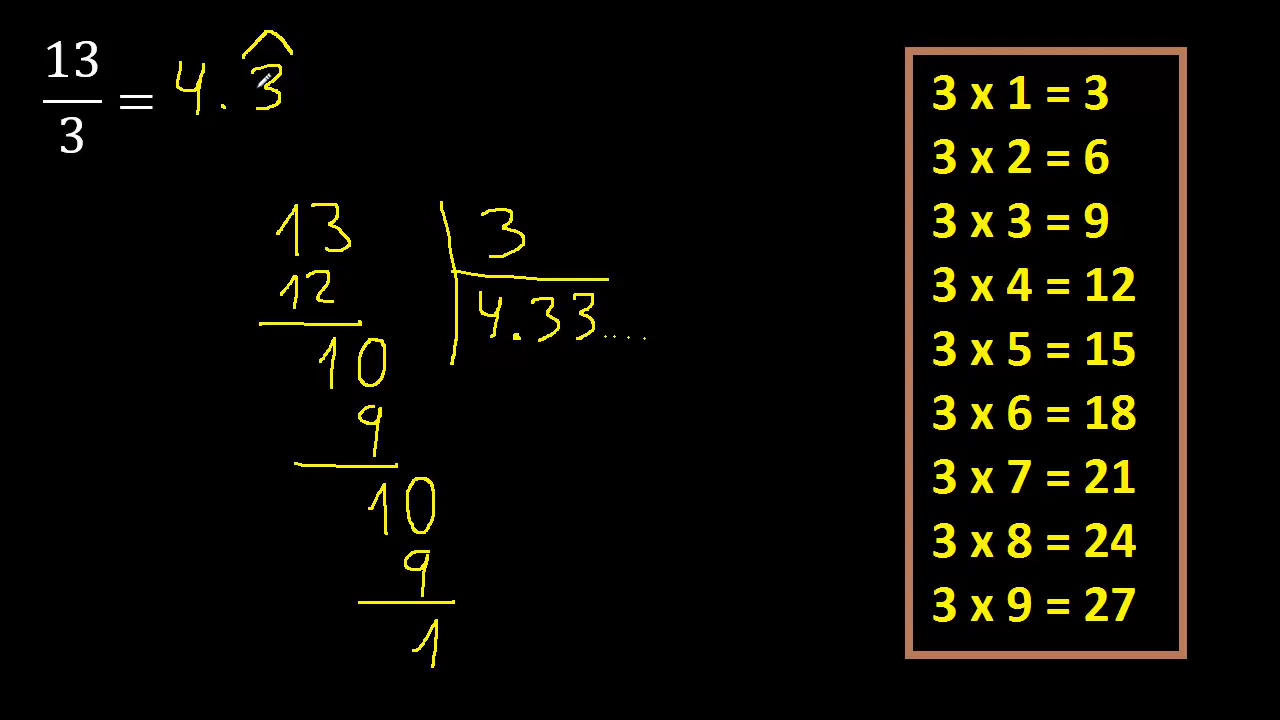 13
3
= 4.3̂
13
3
12
4.33....
10
9
10
9
1
3 x 1 = 3
3 x 2 = 6
3 x 3 = 9
3 x 4 = 12
3 x 5 = 15
3 x 6 = 18
3 x 7 = 21
3 x 8 = 24
3 x 9 = 27